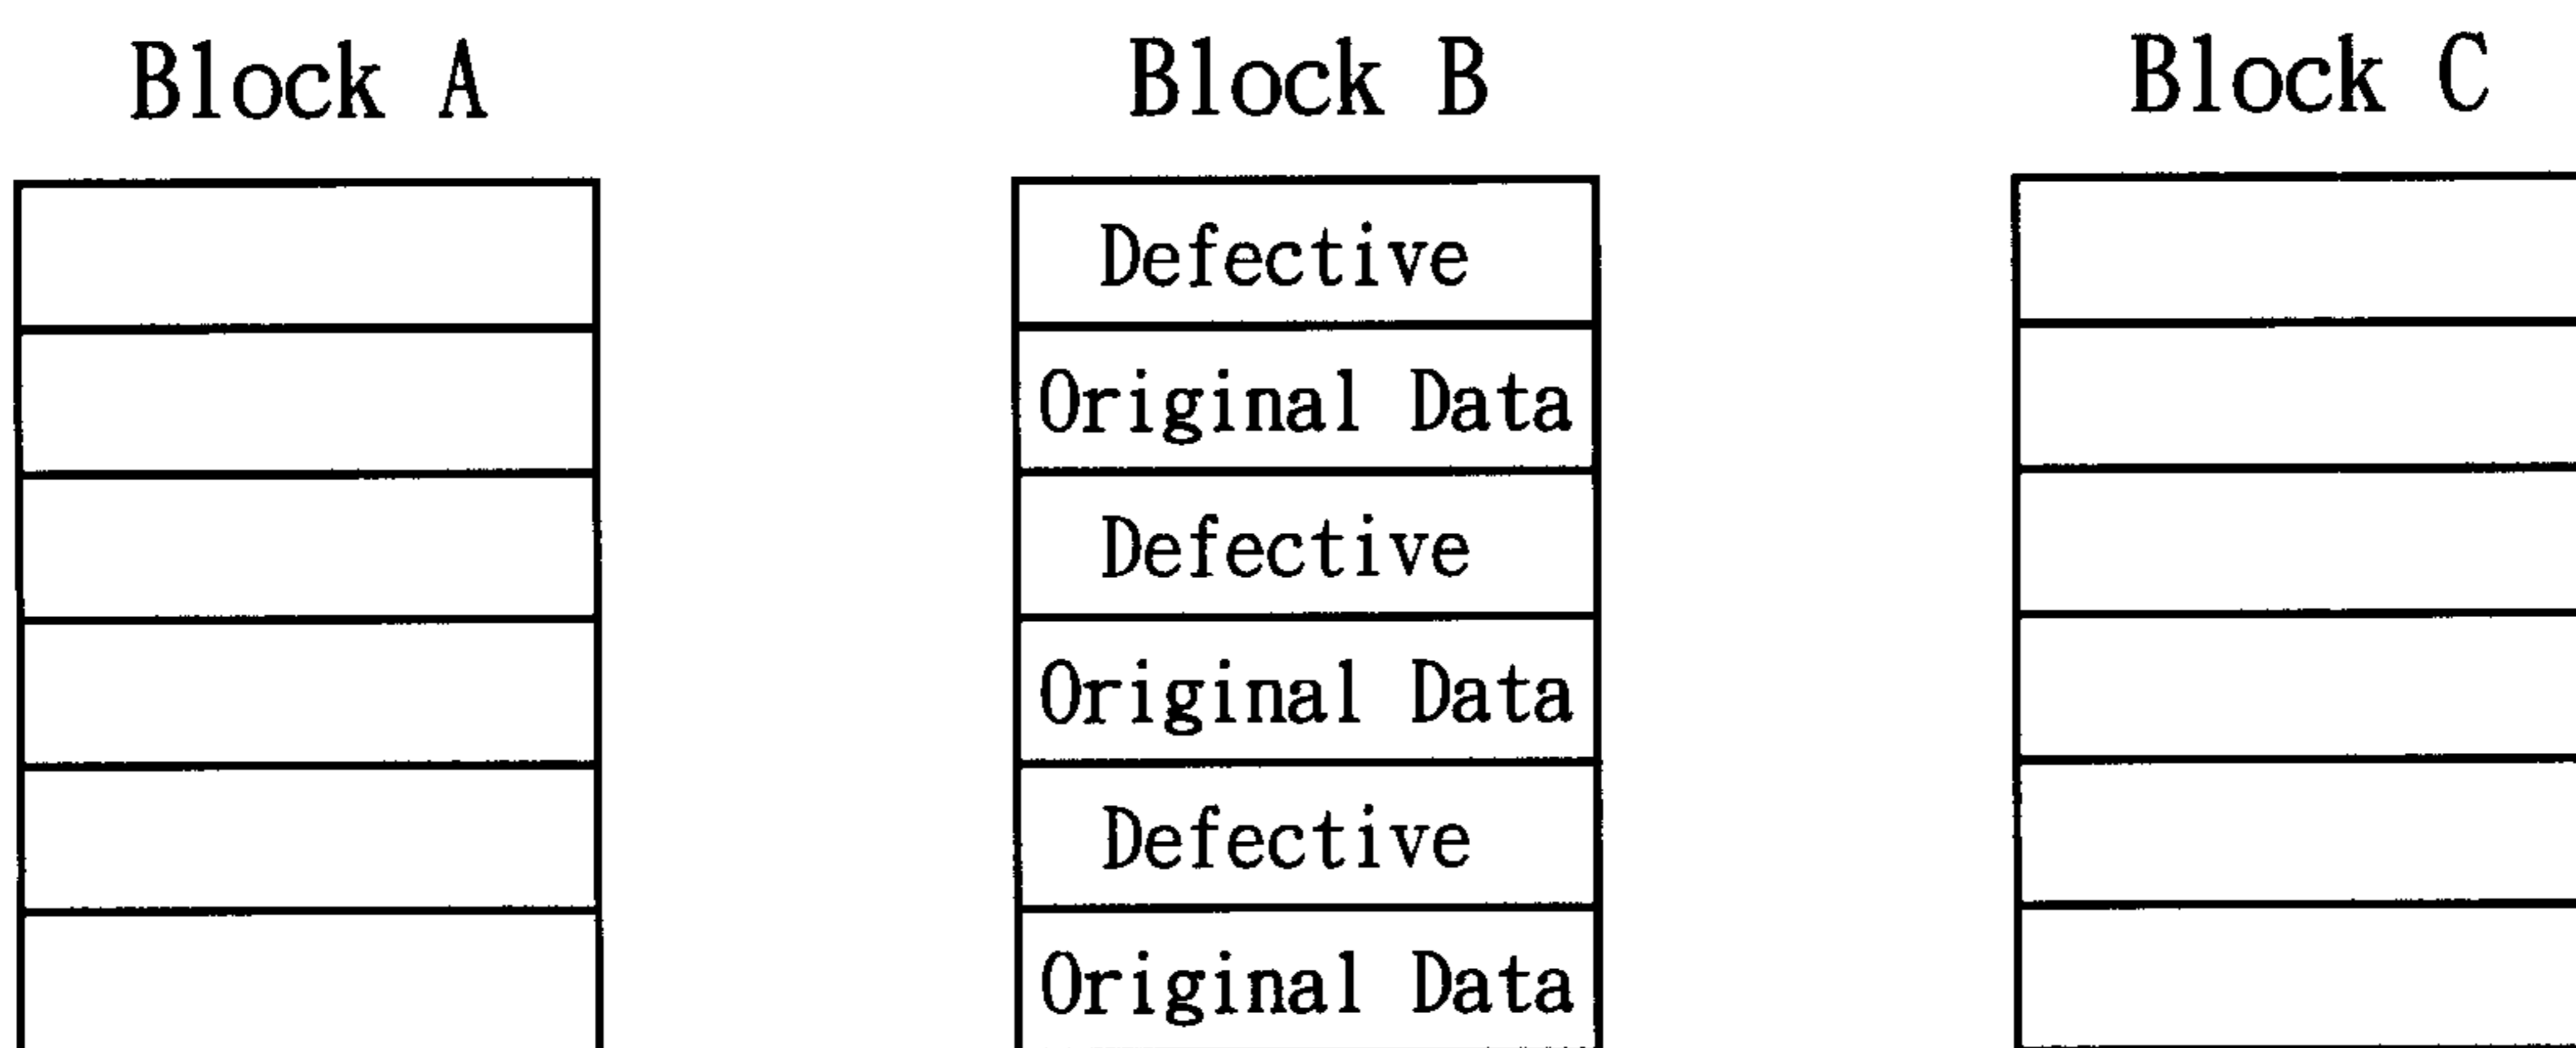 Block A
Block B
Block C
Defective
Original Data
Defective
Original Data
Defective
Original Data